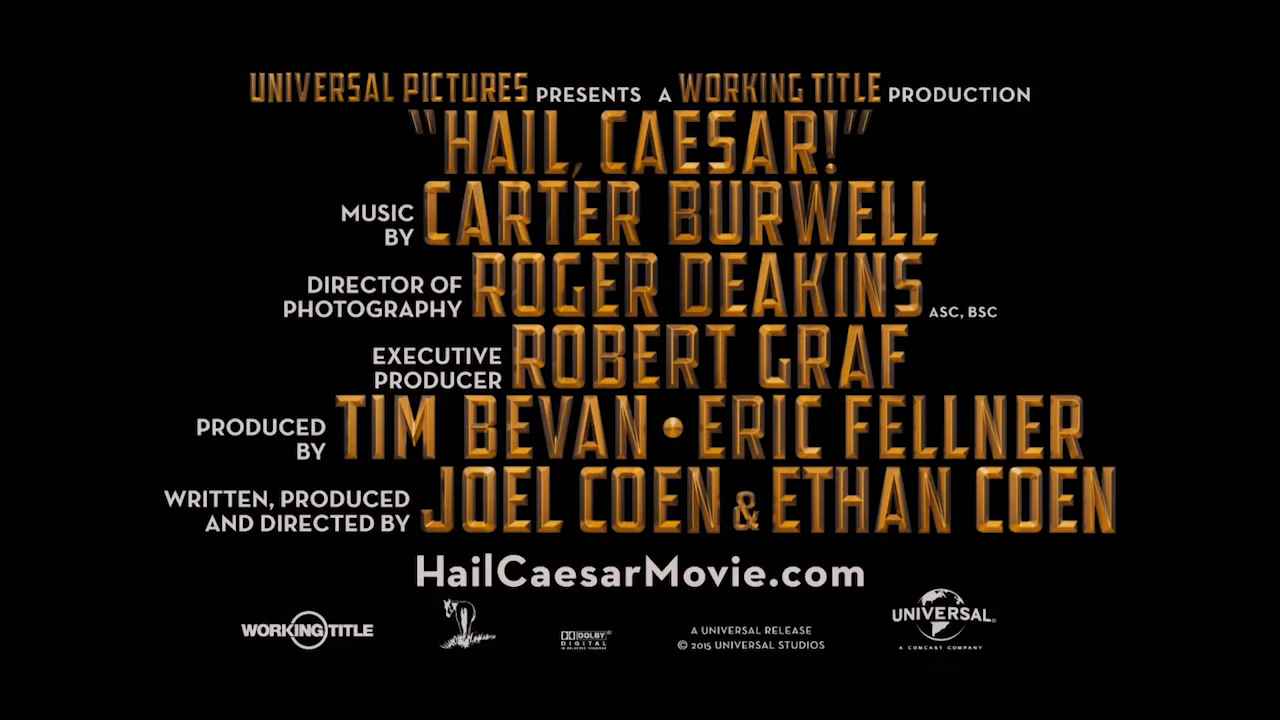 UNIVERSAL PICTURES PRESENTS A WORKING TITLE PRODUCTION
"HAIL, CAESAR!"
MUSIC BY CARTER BURWELL
DIRECTOR OF PHOTOGRAPHY ROGER DEAKINS ASC, BSC
EXECUTIVE PRODUCER ROBERT GRAF
PRODUCED BY TIM BEVAN • ERIC FELLNER
WRITTEN, PRODUCED AND DIRECTED BY JOEL COEN & ETHAN COEN
HailCaesarMovie.com
WORKING TITLE
DOLBY
DIGITAL
A UNIVERSAL RELEASE
© 2015 UNIVERSAL STUDIOS
UNIVERSAL
A COMCAST COMPANY